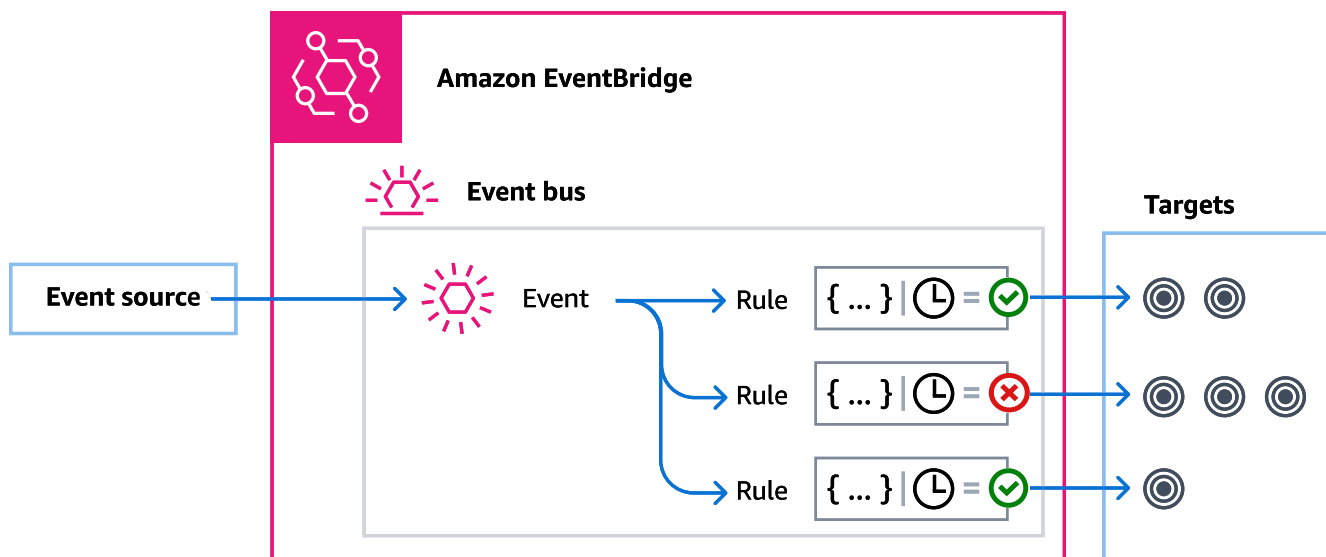 Amazon EventBridge
Event bus
Targets
Event source
Event
Rule
{ ... } | =
Rule
{ ... } | =
Rule
{ ... } | =